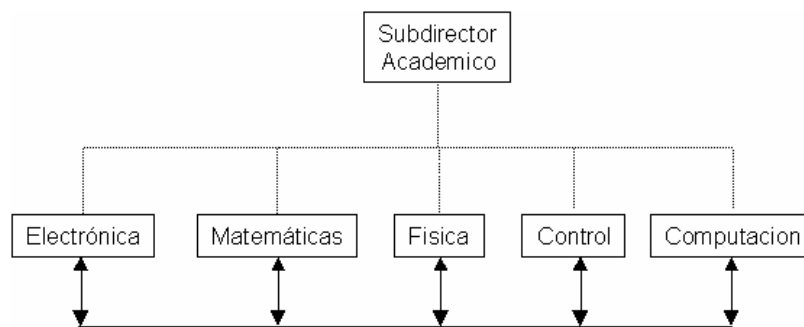 Subdirector
Academico
Electrónica
Matemáticas
Fisica
Control
Computacion